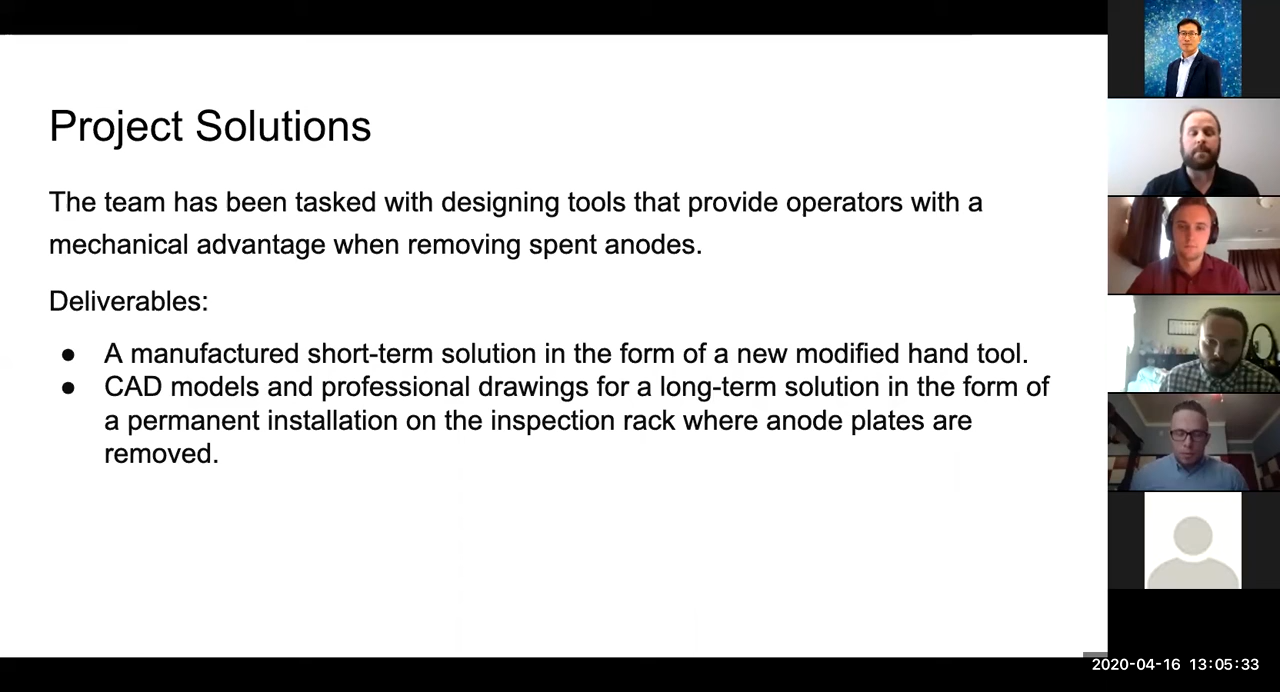 Project Solutions
The team has been tasked with designing tools that provide operators with a
mechanical advantage when removing spent anodes.
Deliverables:
● A manufactured short-term solution in the form of a new modified hand tool.
● CAD models and professional drawings for a long-term solution in the form of
a permanent installation on the inspection rack where anode plates are
removed.
2020-04-16 13:05:33